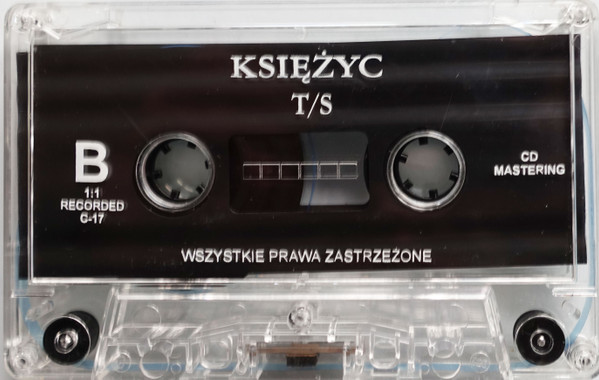 KSIĘŻYC
T/S
B
1:1
RECORDED
C-17
CD
MASTERING
WSZYSTKIE PRAWA ZASTRZEŻONE